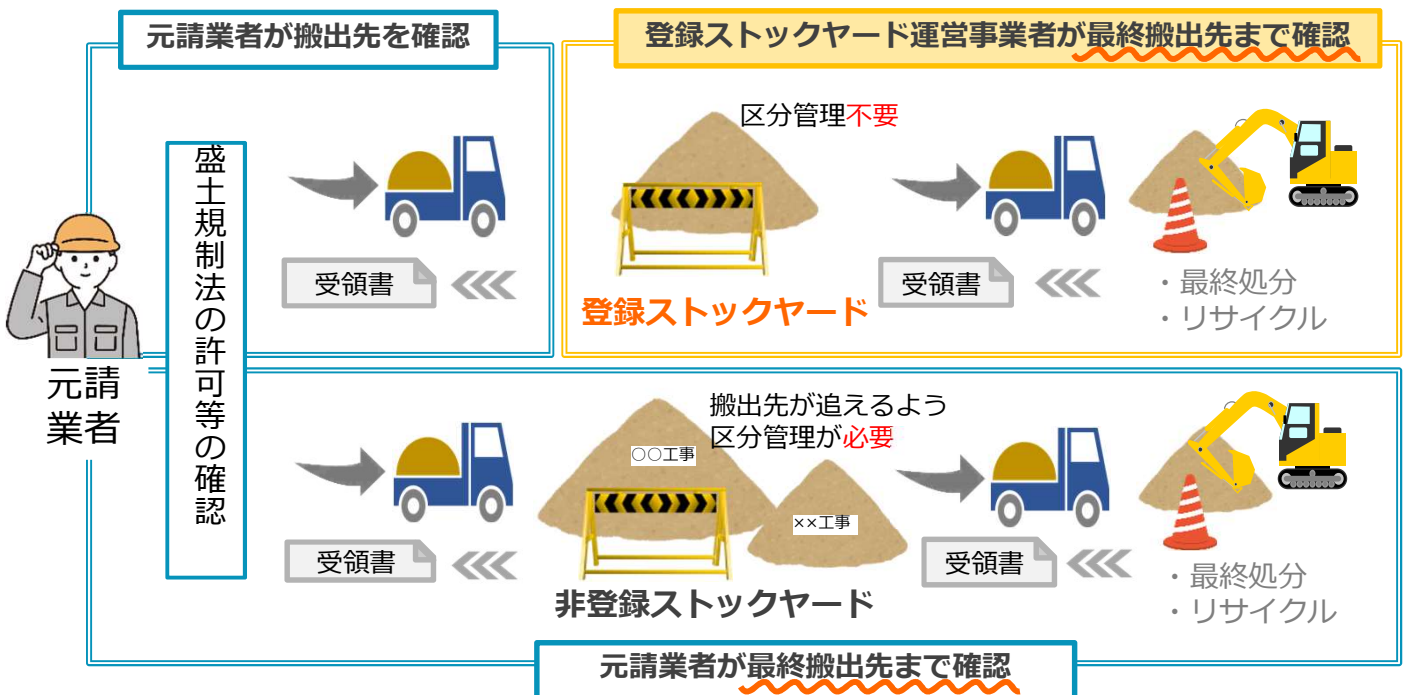 元請業者が搬出先を確認
登録ストックヤード運営事業者が最終搬出先まで確認
元請
業者
盛土規制法の許可等の確認
受領書
区分管理不要
登録ストックヤード
受領書
・最終処分
・リサイクル
受領書
搬出先が追えるよう
区分管理が必要
○○工事
××工事
非登録ストックヤード
受領書
・最終処分
・リサイクル
元請業者が最終搬出先まで確認